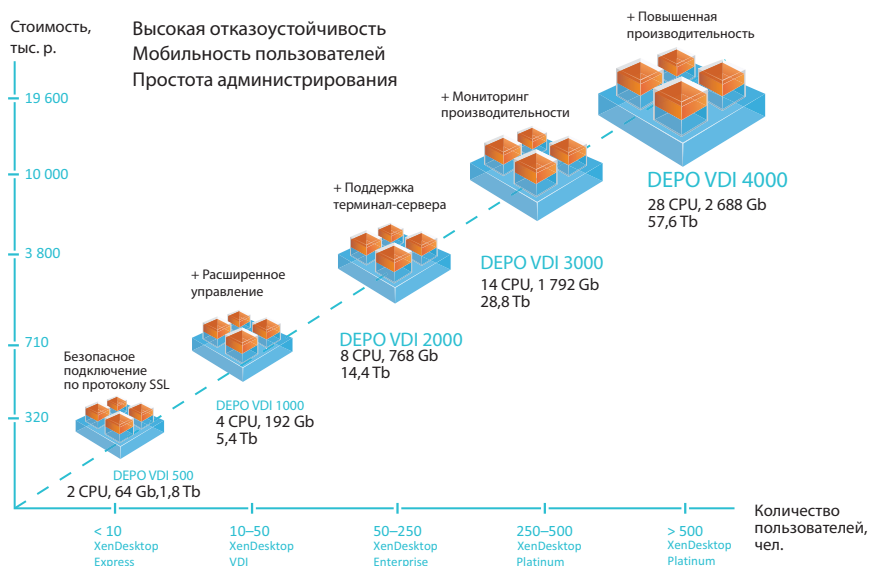 Стоимость,
тыс. р.
Высокая отказоустойчивость
Мобильность пользователей
Простота администрирования
+ Повышенная
производительность
19 600
+ Мониторинг
производительности
10 000
DEPO VDI 4000
28 CPU, 2 688 Gb
57,6 Tb
+ Поддержка
терминал-сервера
3 800
DEPO VDI 3000
14 CPU, 1 792 Gb
28,8 Tb
+ Расширенное
управление
710
DEPO VDI 2000
8 CPU, 768 Gb
14,4 Tb
Безопасное
подключение
по протоколу SSL
320
DEPO VDI 1000
4 CPU, 192 Gb
5,4 Tb
DEPO VDI 500
2 CPU, 64 Gb,1,8 Tb
< 10
XenDesktop
Express
10–50
XenDesktop
VDI
50–250
XenDesktop
Enterprise
250–500
XenDesktop
Platinum
> 500
XenDesktop
Platinum
Количество
пользователей,
чел.